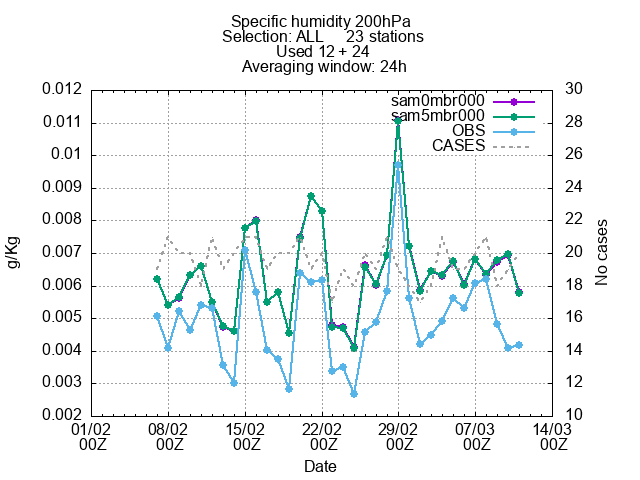 Specific humidity 200hPa
Selection: ALL 23 stations
Used 12 + 24
Averaging window: 24h
0.012
0.011
0.01
0.009
0.008
0.007
0.006
0.005
0.004
0.003
0.002
g/Kg
sam0mbr000
sam5mbr000
OBS
CASES
30
28
26
24
22
20
18
16
14
12
10
No cases
01/02 08/02 15/02 22/02 29/02 07/03 14/03
00Z 00Z 00Z 00Z 00Z 00Z 00Z
Date